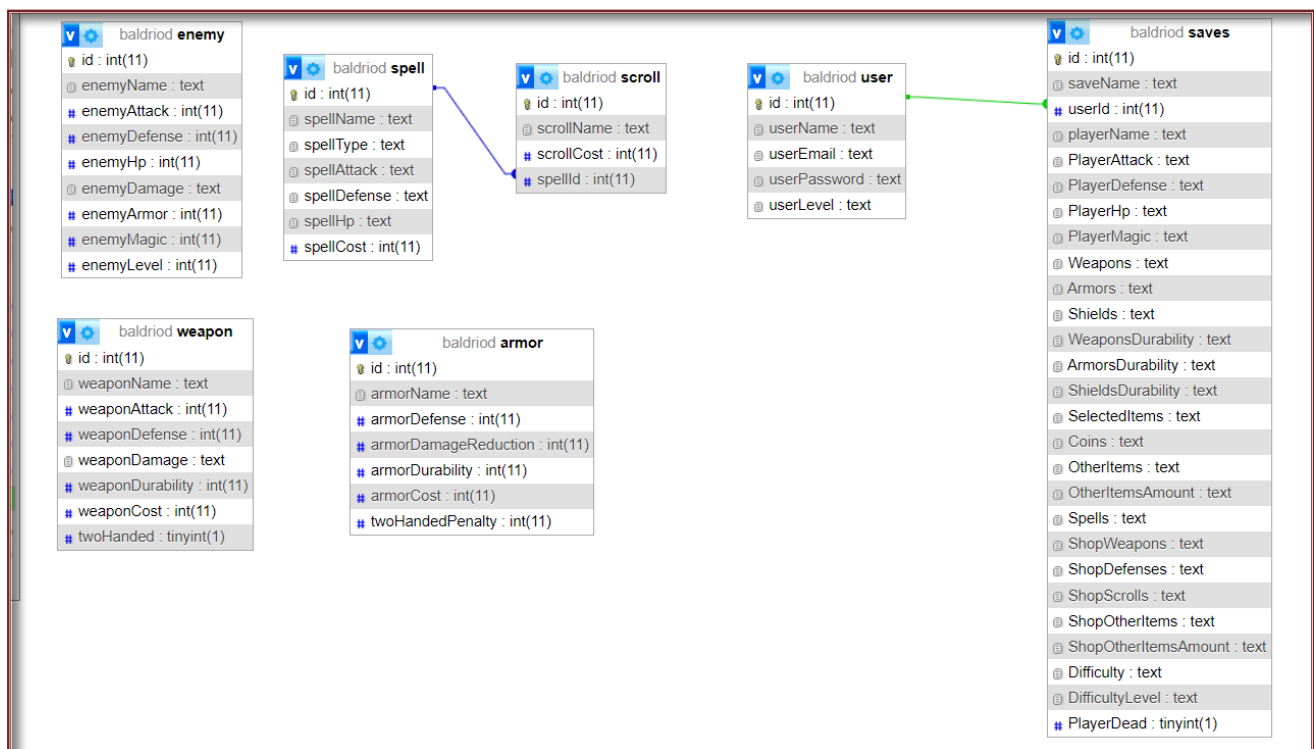 baldriod enemy
id : int(11)
enemyName : text
enemyAttack : int(11)
enemyDefense : int(11)
enemyHp : int(11)
enemyDamage : text
enemyArmor : int(11)
enemyMagic : int(11)
enemyLevel : int(11)
baldriod spell
id : int(11)
spellName : text
spellType : text
spellAttack : text
spellDefense : text
spellHp : text
spellCost : int(11)
baldriod scroll
id : int(11)
scrollName : text
scrollCost : int(11)
spellId : int(11)
baldriod user
id : int(11)
userName : text
userEmail : text
userPassword : text
userLevel : text
baldriod saves
id : int(11)
saveName : text
userId : int(11)
playerName : text
PlayerAttack : text
PlayerDefense : text
PlayerHp : text
PlayerMagic : text
Weapons : text
Armors : text
Shields : text
WeaponsDurability : text
ArmorsDurability : text
ShieldsDurability : text
SelectedItems : text
Coins : text
OtherItems : text
OtherItemsAmount : text
Spells : text
ShopWeapons : text
ShopDefenses : text
ShopScrolls : text
ShopOtherItems : text
ShopOtherItemsAmount : text
Difficulty : text
DifficultyLevel : text
PlayerDead : tinyint(1)
baldriod weapon
id : int(11)
weaponName : text
weaponAttack : int(11)
weaponDefense : int(11)
weaponDamage : text
weaponDurability : int(11)
weaponCost : int(11)
twoHanded : tinyint(1)
baldriod armor
id : int(11)
armorName : text
armorDefense : int(11)
armorDamageReduction : int(11)
armorDurability : int(11)
armorCost : int(11)
twoHandedPenalty : int(11)